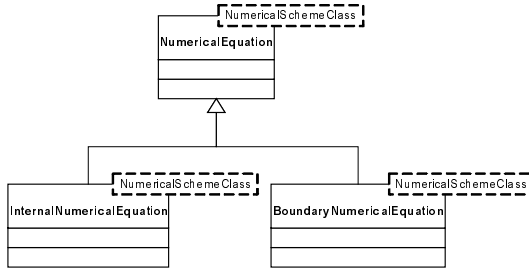 NumericalSchemeClass
NumericalEquation
NumericalSchemeClass
NumericalSchemeClass
InternalNumericalEquation
BoundaryNumericalEquation